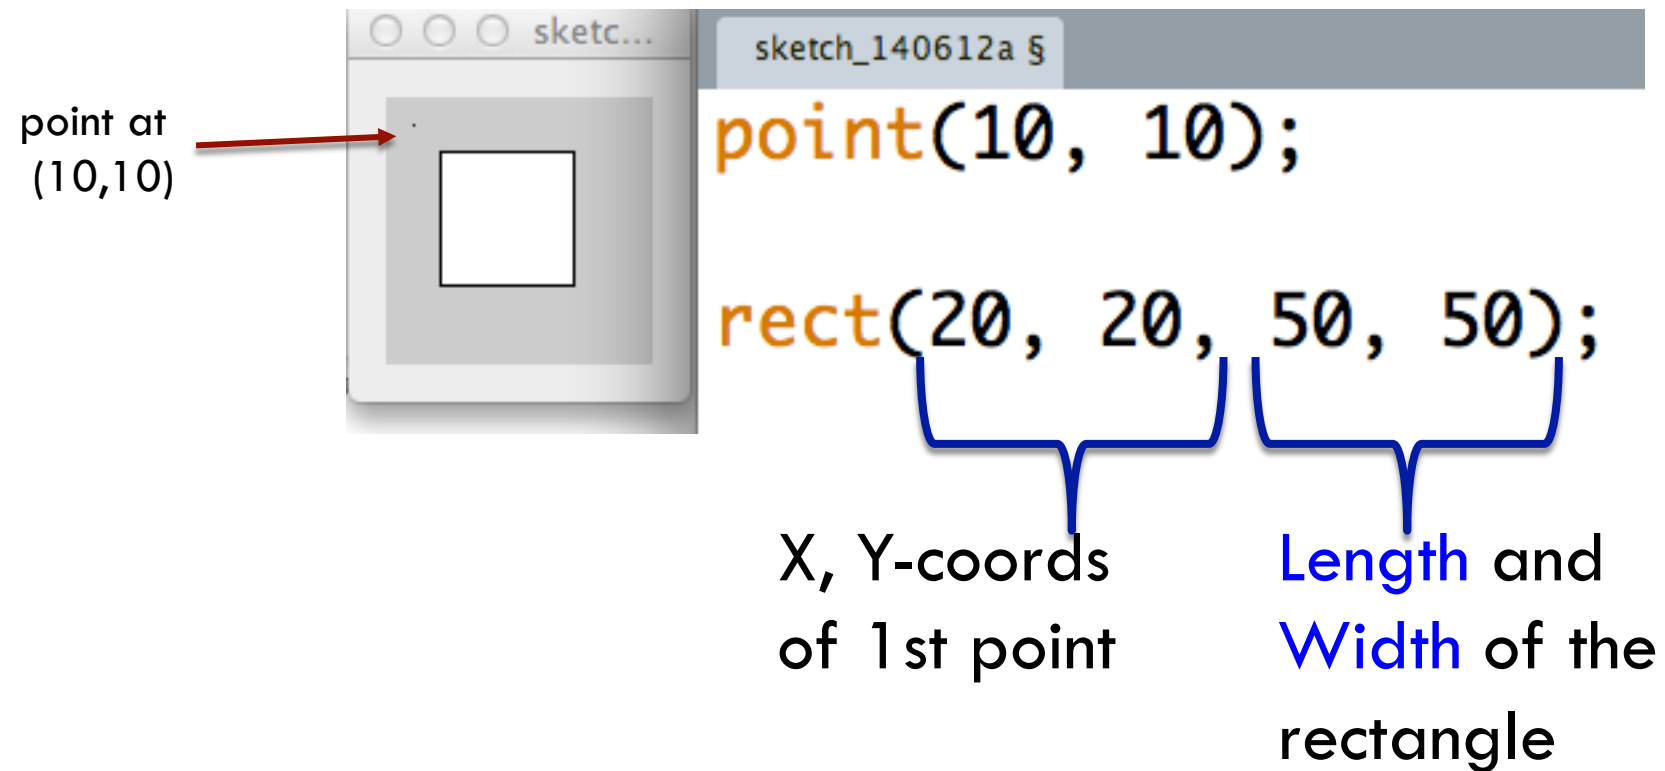 sketc...
sketch_140612a §
point at
(10,10)
point(10, 10);
rect(20, 20, 50, 50);
X, Y-coords
of 1st point
Length and
Width of the
rectangle